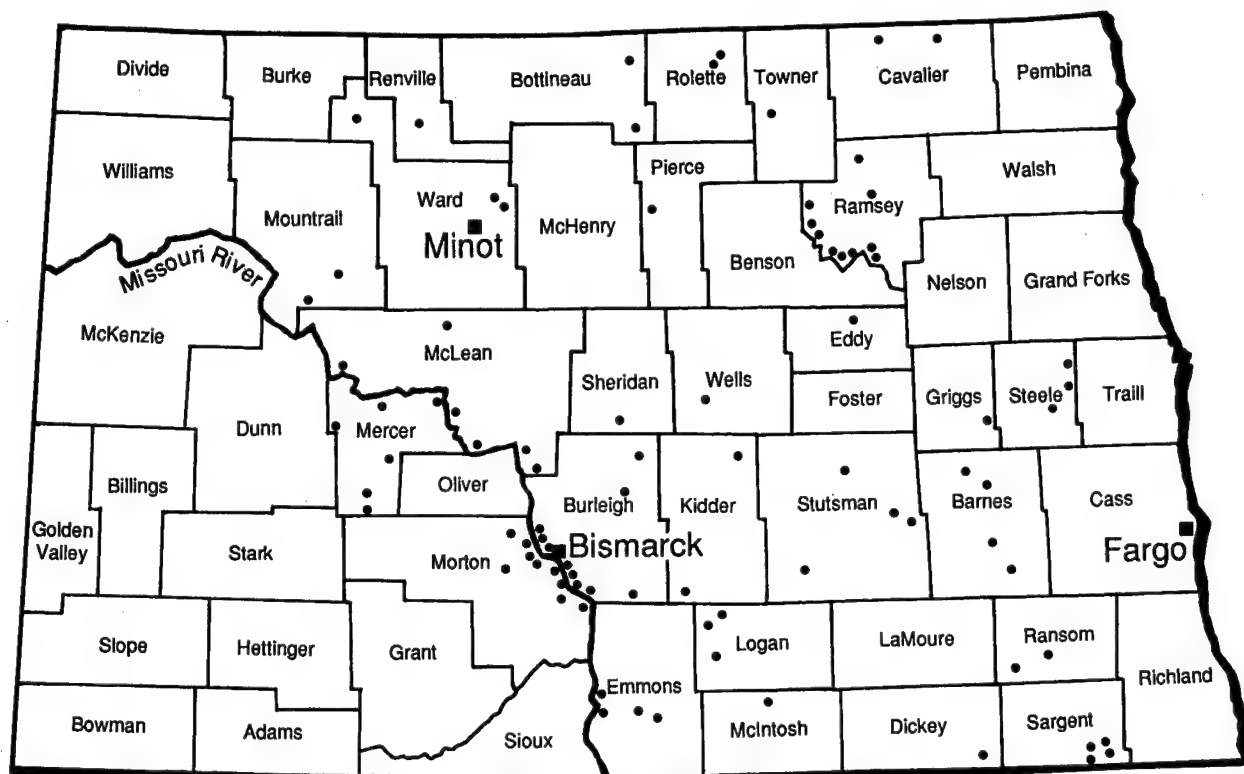 Divide
Burke
Renville
Bottineau
Rolette
Towner
Cavalier
Pembina
Williams
Mountrail
Ward
Minot
McHenry
Pierce
Benson
Ramsey
Walsh
Nelson
Grand Forks
Missouri River
McKenzie
McLean
Sheridan
Wells
Eddy
Foster
Griggs
Steele
Traill
Dunn
Mercer
Oliver
Billings
Golden
Valley
Stark
Morton
Burleigh
Bismarck
Kidder
Stutsman
Barnes
Cass
Fargo
Slope
Hettinger
Grant
Emmons
Logan
LaMoure
Ransom
Richland
Bowman
Adams
Sioux
McIntosh
Dickey
Sargent